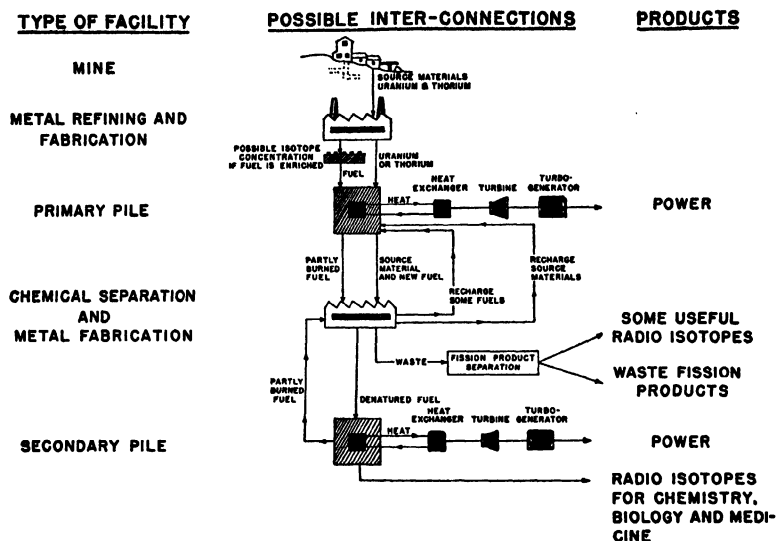 TYPE OF FACILITY
POSSIBLE INTER-CONNECTIONS
PRODUCTS
MINE
SOURCE MATERIALS
URANIUM & THORIUM
METAL REFINING AND
FABRICATION
POSSIBLE ISOTOPE
CONCENTRATION
IF FUEL IS ENRICHED
FUEL
URANIUM
OR THORIUM
PRIMARY PILE
HEAT
HEAT
EXCHANGER
TURBINE
TURBO-
GENERATOR
POWER
PARTLY
BURNED
FUEL
SOURCE
MATERIAL
AND NEW FUEL
RECHARGE
SOME FUELS
RECHARGE
SOURCE
MATERIALS
CHEMICAL SEPARATION
AND
METAL FABRICATION
WASTE
FISSION PRODUCT
SEPARATION
SOME USEFUL
RADIO ISOTOPES
WASTE FISSION
PRODUCTS
PARTLY
BURNED
FUEL
DENATURED FUEL
SECONDARY PILE
HEAT
HEAT
EXCHANGER
TURBINE
TURBO-
GENERATOR
POWER
RADIO ISOTOPES
FOR CHEMISTRY,
BIOLOGY AND MEDI-
CINE